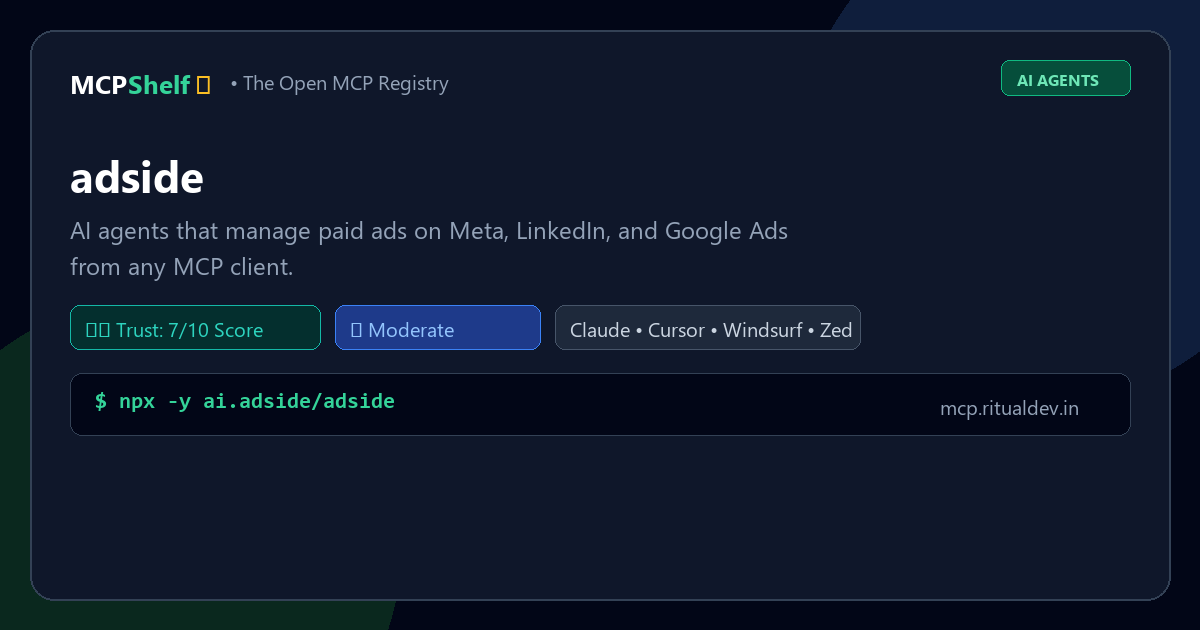 MCPShelf • The Open MCP Registry
AI AGENTS
adside
AI agents that manage paid ads on Meta, LinkedIn, and Google Ads
from any MCP client.
Trust: 7/10 Score
Moderate
Claude • Cursor • Windsurf • Zed
$ npx -y ai.adside/adside
mcp.ritualdev.in